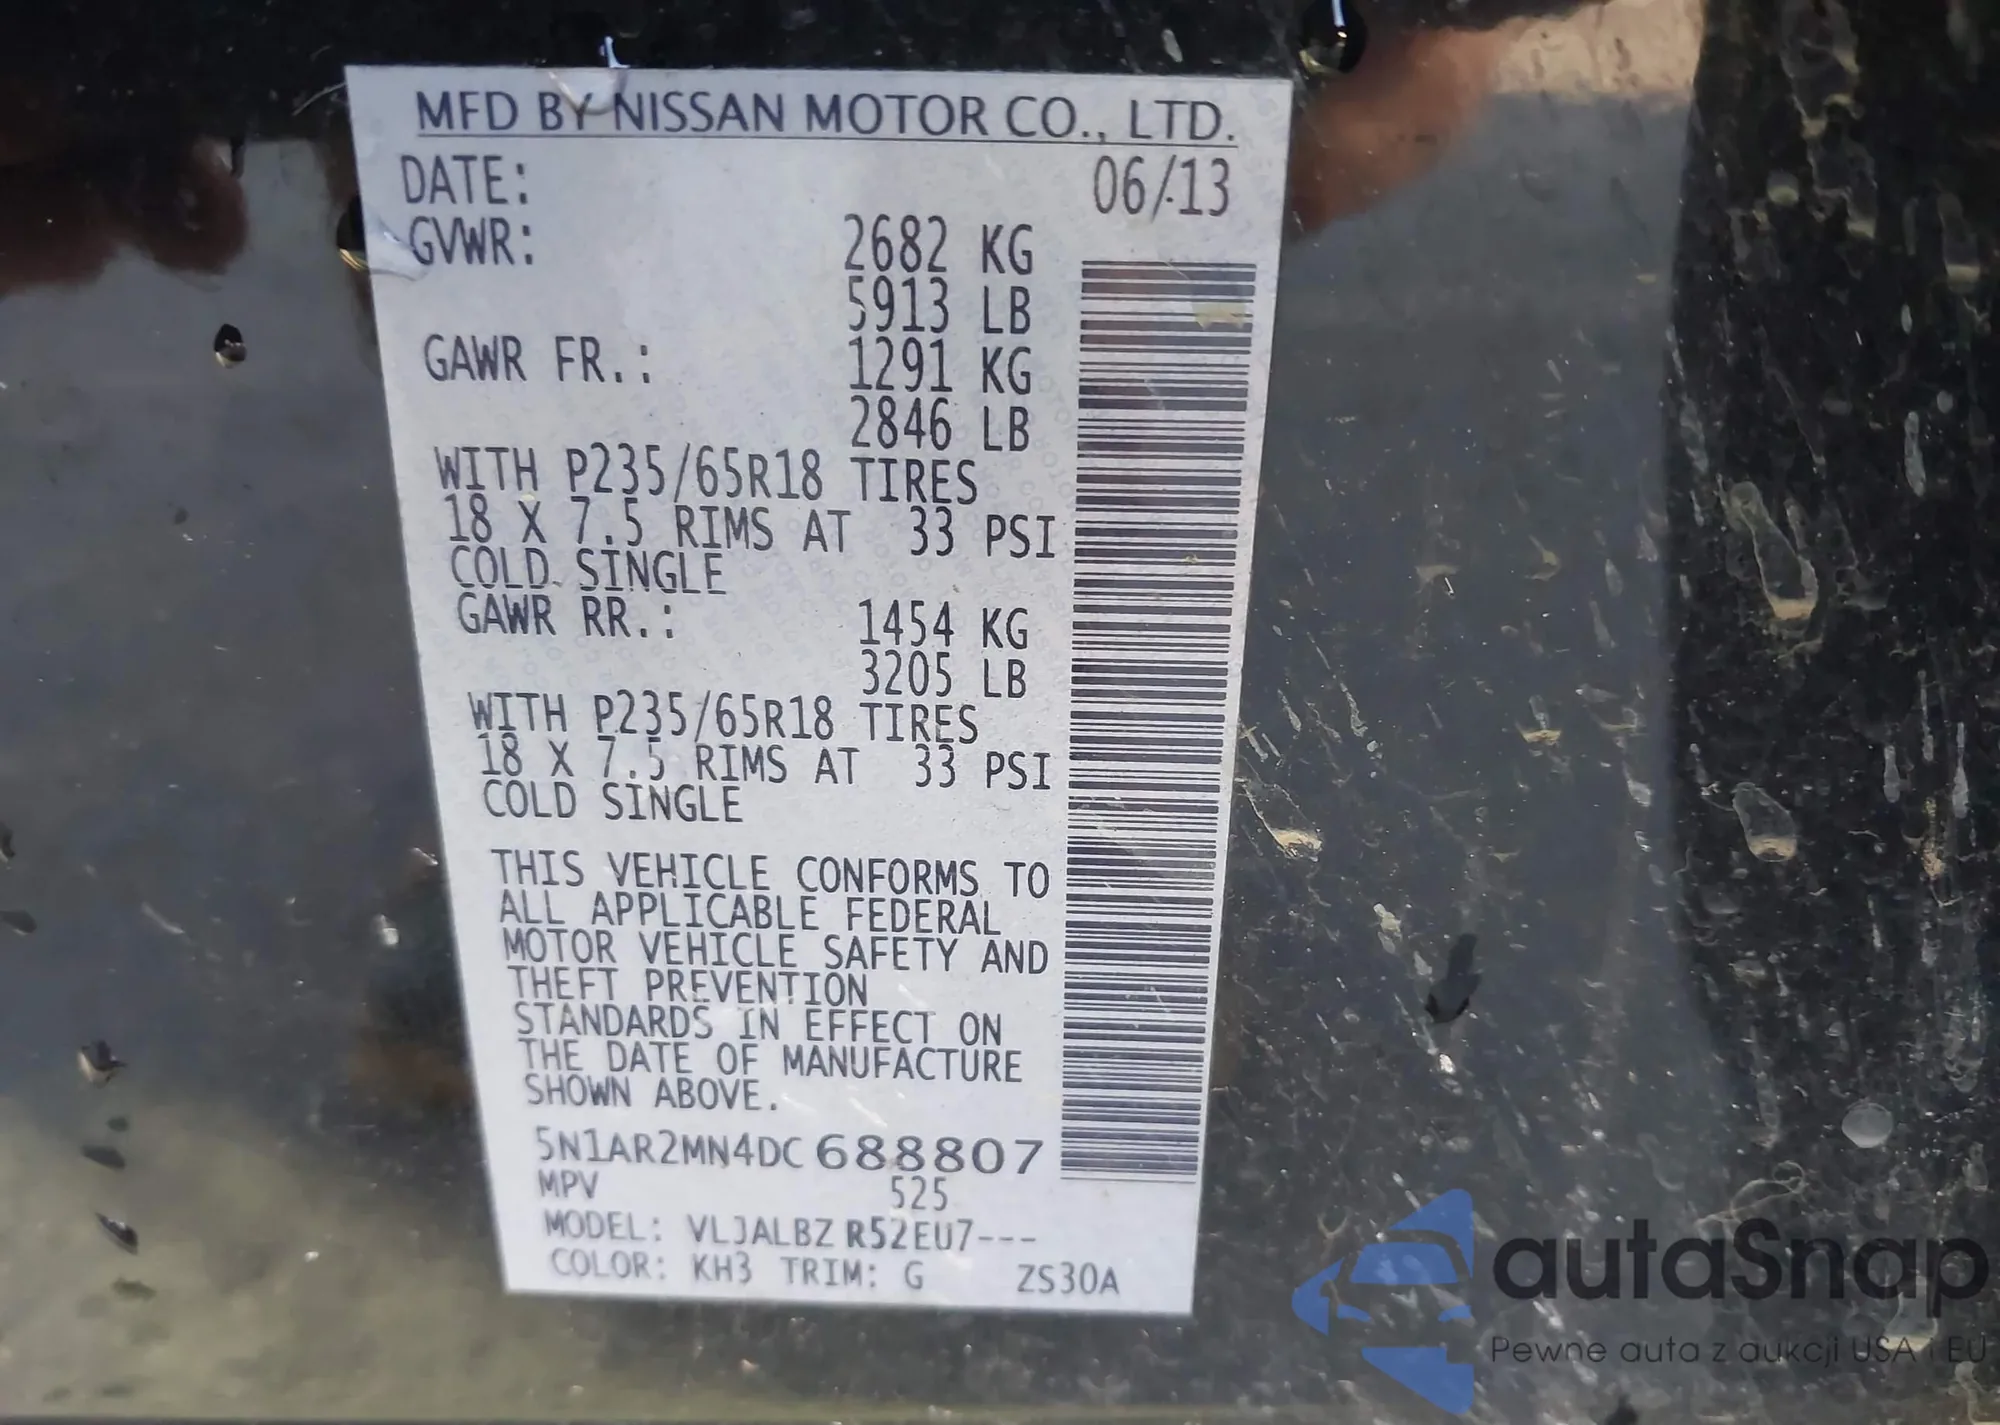 MFD BY NISSAN MOTOR CO., LTD.
DATE: 06/13
GVWR: 2682 KG
5913 LB
GAWR FR.: 1291 KG
2846 LB
WITH P235/65R18 TIRES
18 X 7.5 RIMS AT 33 PSI
COLD SINGLE
GAWR RR.: 1454 KG
3205 LB
WITH P235/65R18 TIRES
18 X 7.5 RIMS AT 33 PSI
COLD SINGLE
THIS VEHICLE CONFORMS TO
ALL APPLICABLE FEDERAL
MOTOR VEHICLE SAFETY AND
THEFT PREVENTION
STANDARDS IN EFFECT ON
THE DATE OF MANUFACTURE
SHOWN ABOVE.
5N1AR2MN4DC688807
MPV 525
MODEL: VLJALBZ R52EU7---
COLOR: KH3 TRIM: G ZS30A
autaSnap
Pewne auta z aukcji USA i EU